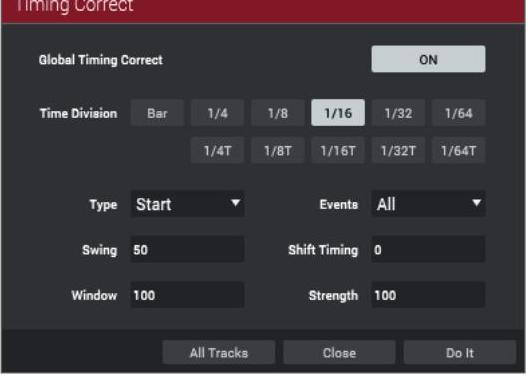 Timing Correct
Global Timing Correct ON
Time Division Bar 1/4 1/8 1/16 1/32 1/64
1/4T 1/8T 1/16T 1/32T 1/64T
Type Start Events All
Swing 50 Shift Timing 0
Window 100 Strength 100
All Tracks Close Do It